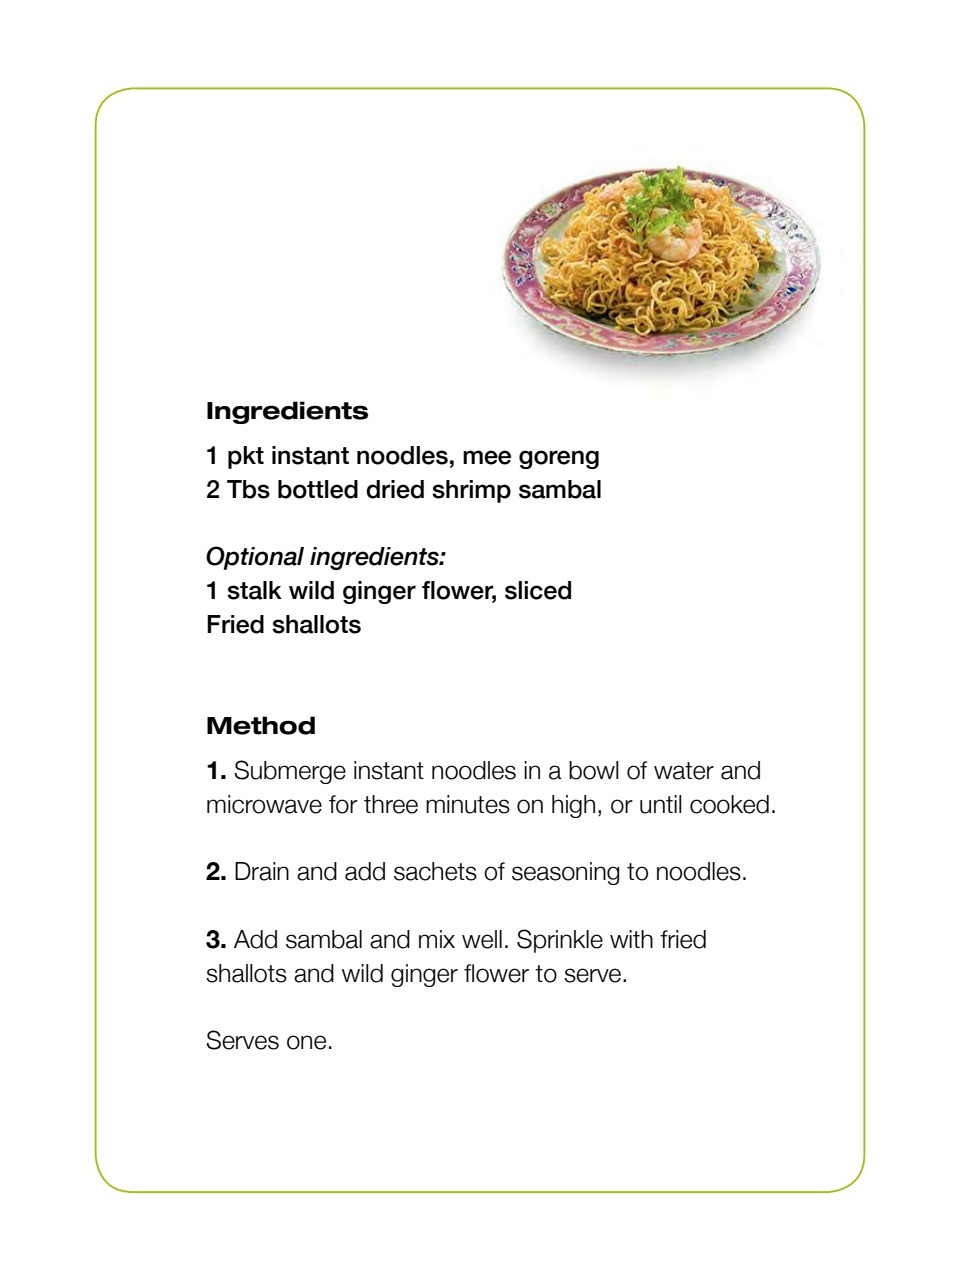 Ingredients
1 pkt instant noodles, mee goreng
2 Tbs bottled dried shrimp sambal
Optional ingredients:
1 stalk wild ginger flower, sliced
Fried shallots
Method
1. Submerge instant noodles in a bowl of water and
microwave for three minutes on high, or until cooked.
2. Drain and add sachets of seasoning to noodles.
3. Add sambal and mix well. Sprinkle with fried
shallots and wild ginger flower to serve.
Serves one.